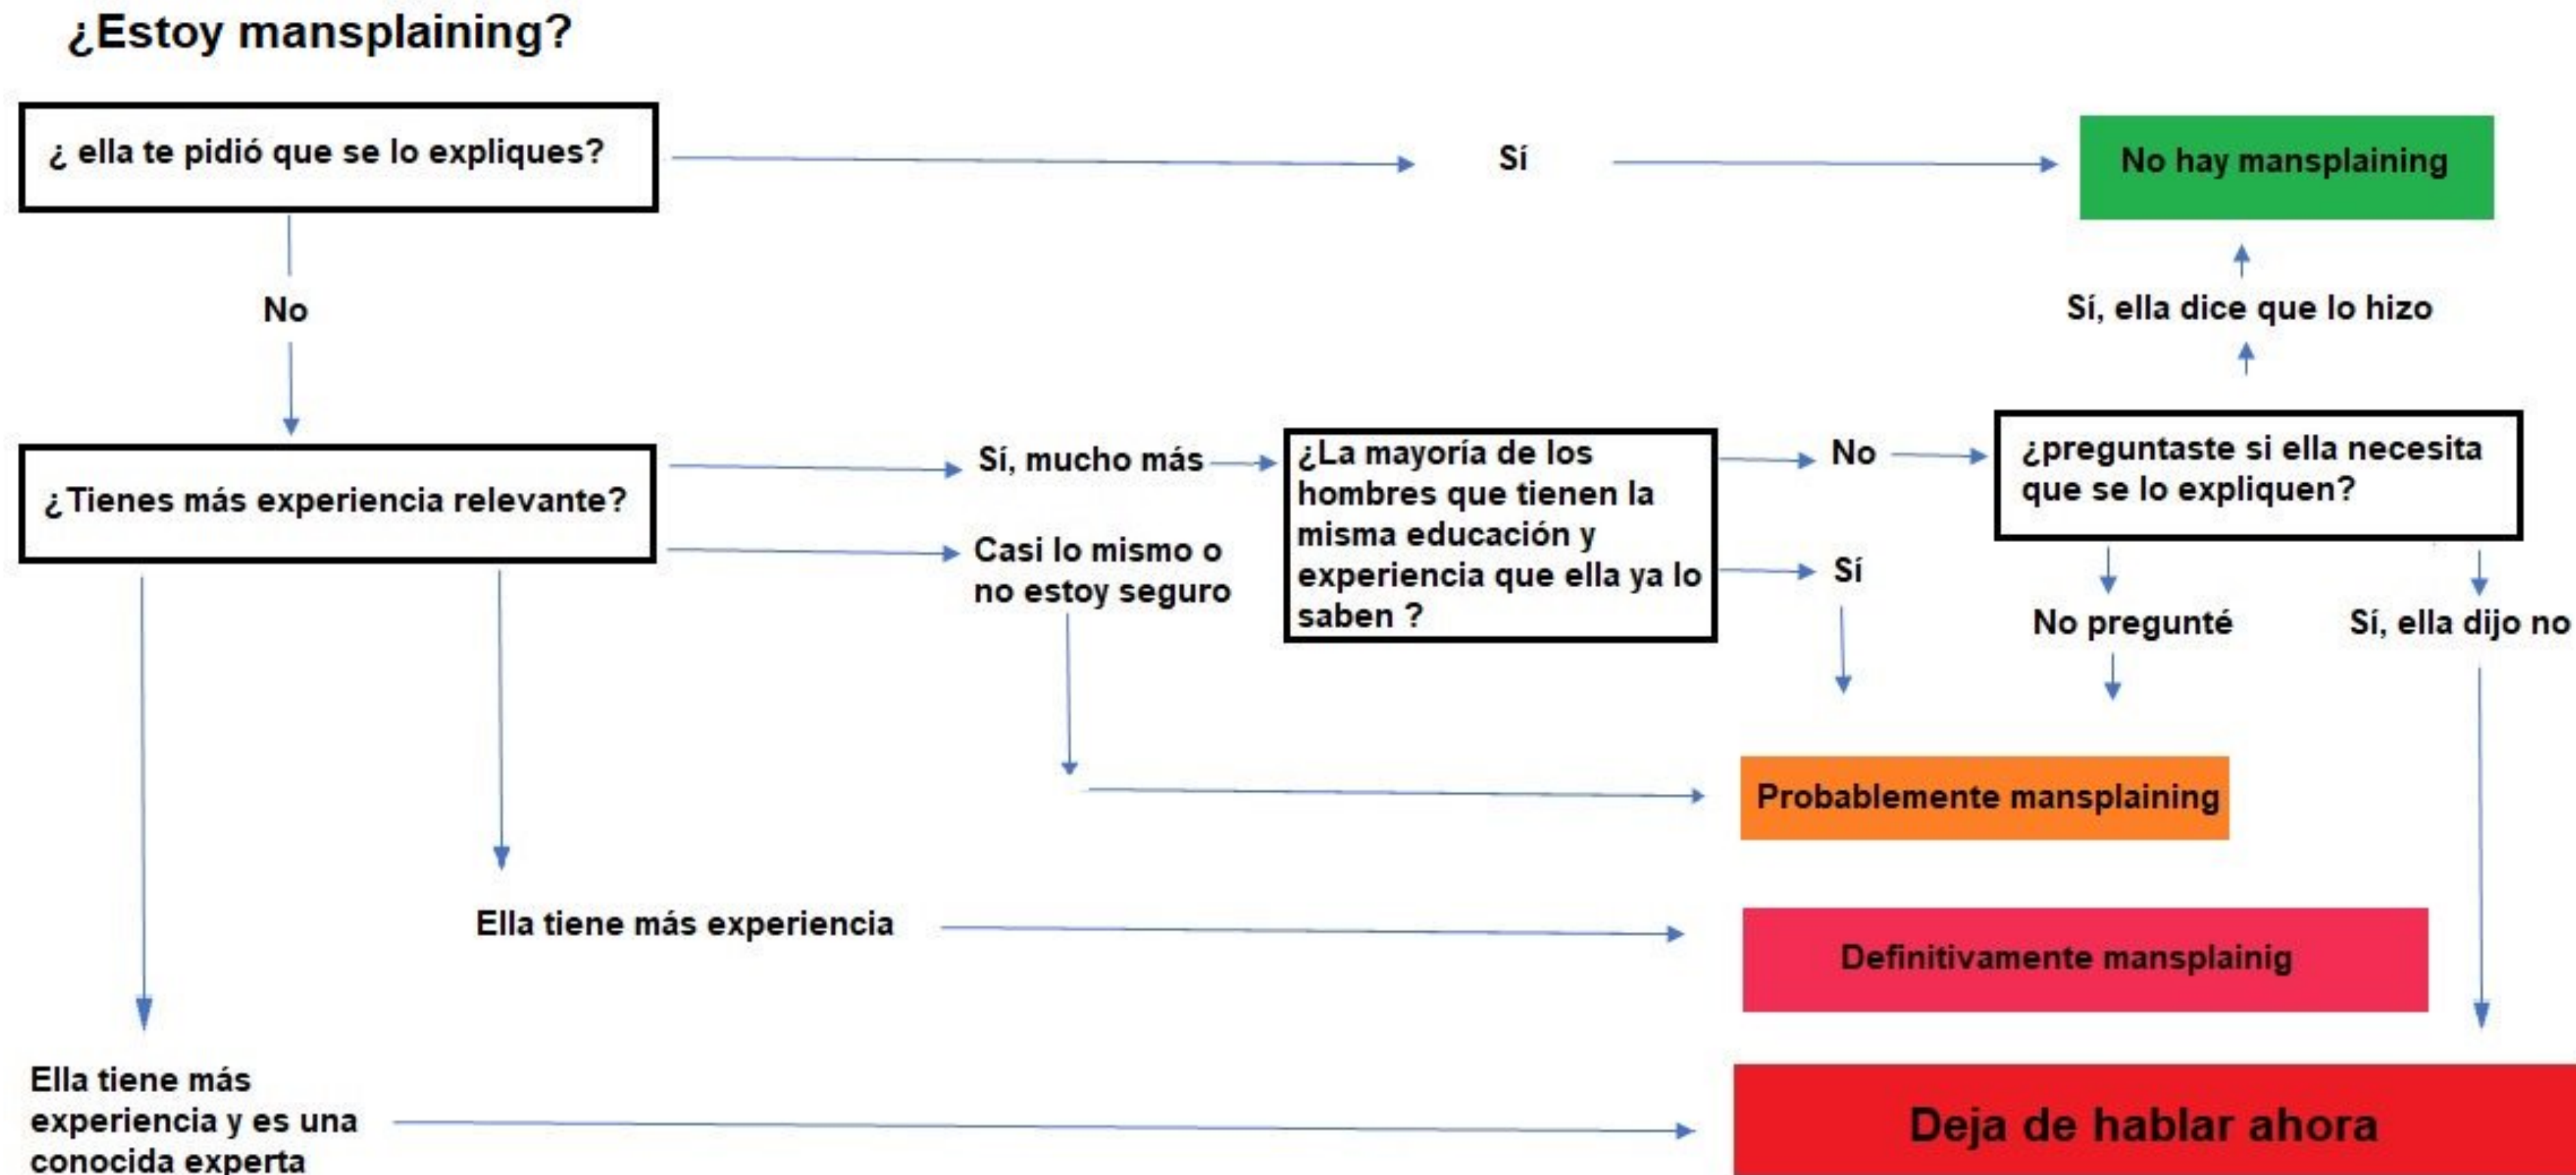 ¿Estoy mansplaining?
¿ ella te pidió que se lo expliques?
Sí
No hay mansplaining
No
Sí, ella dice que lo hizo
¿Tienes más experiencia relevante?
Sí, mucho más
Casi lo mismo o
no estoy seguro
¿La mayoría de los
hombres que tienen la
misma educación y
experiencia que ella ya lo
saben ?
No
Sí
¿preguntaste si ella necesita
que se lo expliquen?
No pregunté
Sí, ella dijo no
Probablemente mansplaining
Ella tiene más experiencia
Definitivamente mansplainig
Ella tiene más
experiencia y es una
conocida experta
Deja de hablar ahora